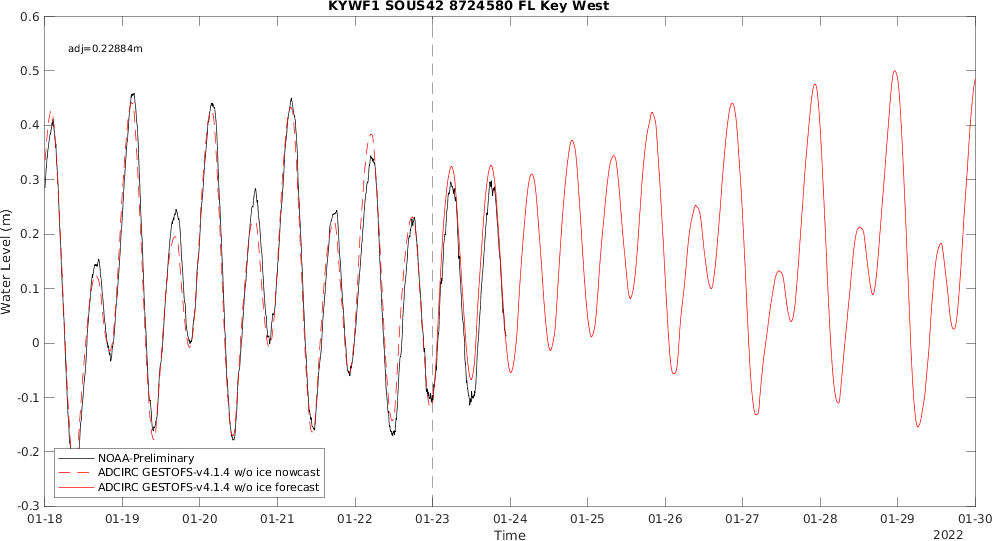 KYWF1 SOUS42 8724580 FL Key West
adj=0.22884m
0.6
0.5
0.4
0.3
0.2
0.1
0
-0.1
-0.2
-0.3
Water Level (m)
NOAA-Preliminary
ADCIRC GESTOFS-v4.1.4 w/o ice nowcast
ADCIRC GESTOFS-v4.1.4 w/o ice forecast
01-18 01-19 01-20 01-21 01-22 01-23 01-24 01-25 01-26 01-27 01-28 01-29 01-30
Time
2022